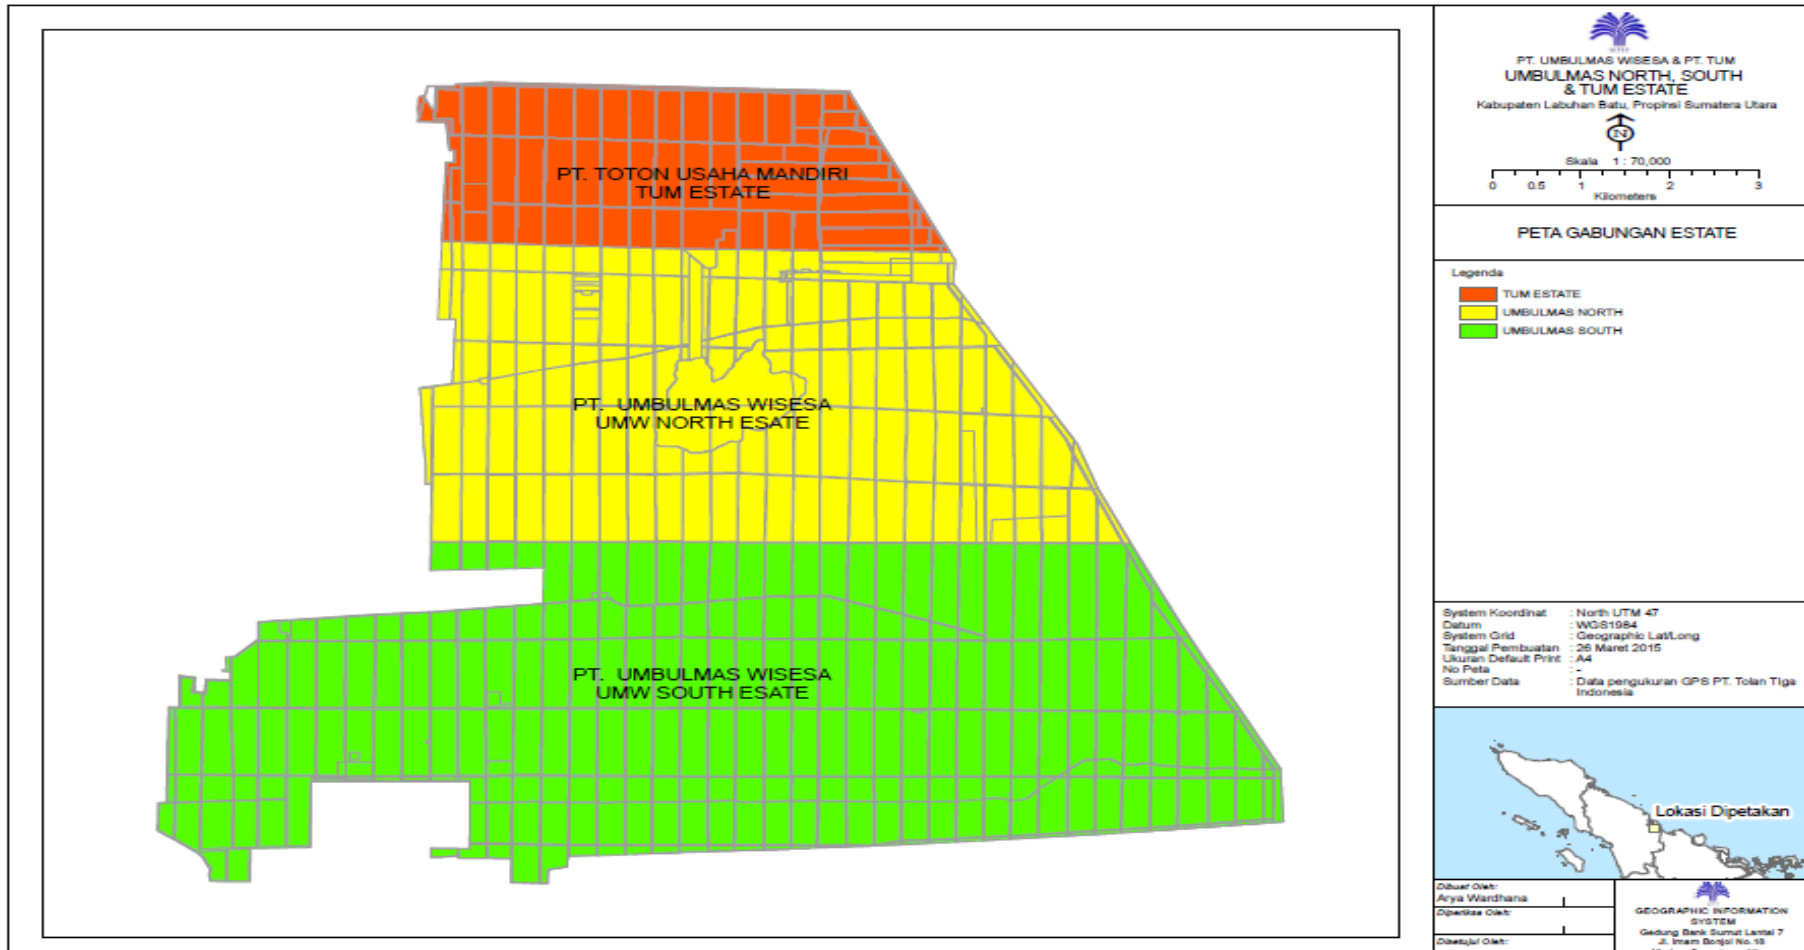 PT. TOTON USAHA MANDIRI
TUM ESTATE
PT. UMBULMAS WISESA
UMW NORTH ESATE
PT. UMBULMAS WISESA
UMW SOUTH ESATE
PT. UMBULMAS WISESA & PT. TUM
UMBULMAS NORTH, SOUTH
& TUM ESTATE
Kabupaten Labuhan Batu, Propinsi Sumatera Utara
N
Skala 1 : 70,000
0 0.5 1 2 3
Kilometers
PETA GABUNGAN ESTATE
Legenda
TUM ESTATE
UMBULMAS NORTH
UMBULMAS SOUTH
System Koordinat : North UTM 47
Datum : WGS1984
System Grid : Geographic Lat/Long
Tanggal Pembuatan : 26 Maret 2015
Ukuran Default Print : A4
No Peta : -
Sumber Data : Data pengukuran GPS PT. Tolan Tiga
Indonesia
Lokasi Dipetakan
Dibuat Oleh:
Arya Wardhana
Diperiksa Oleh:
Disetujui Oleh:
GEOGRAPHIC INFORMATION
SYSTEM
Gedung Bank Sumut Lantai 7
Jl. Imam Bonjol No.18